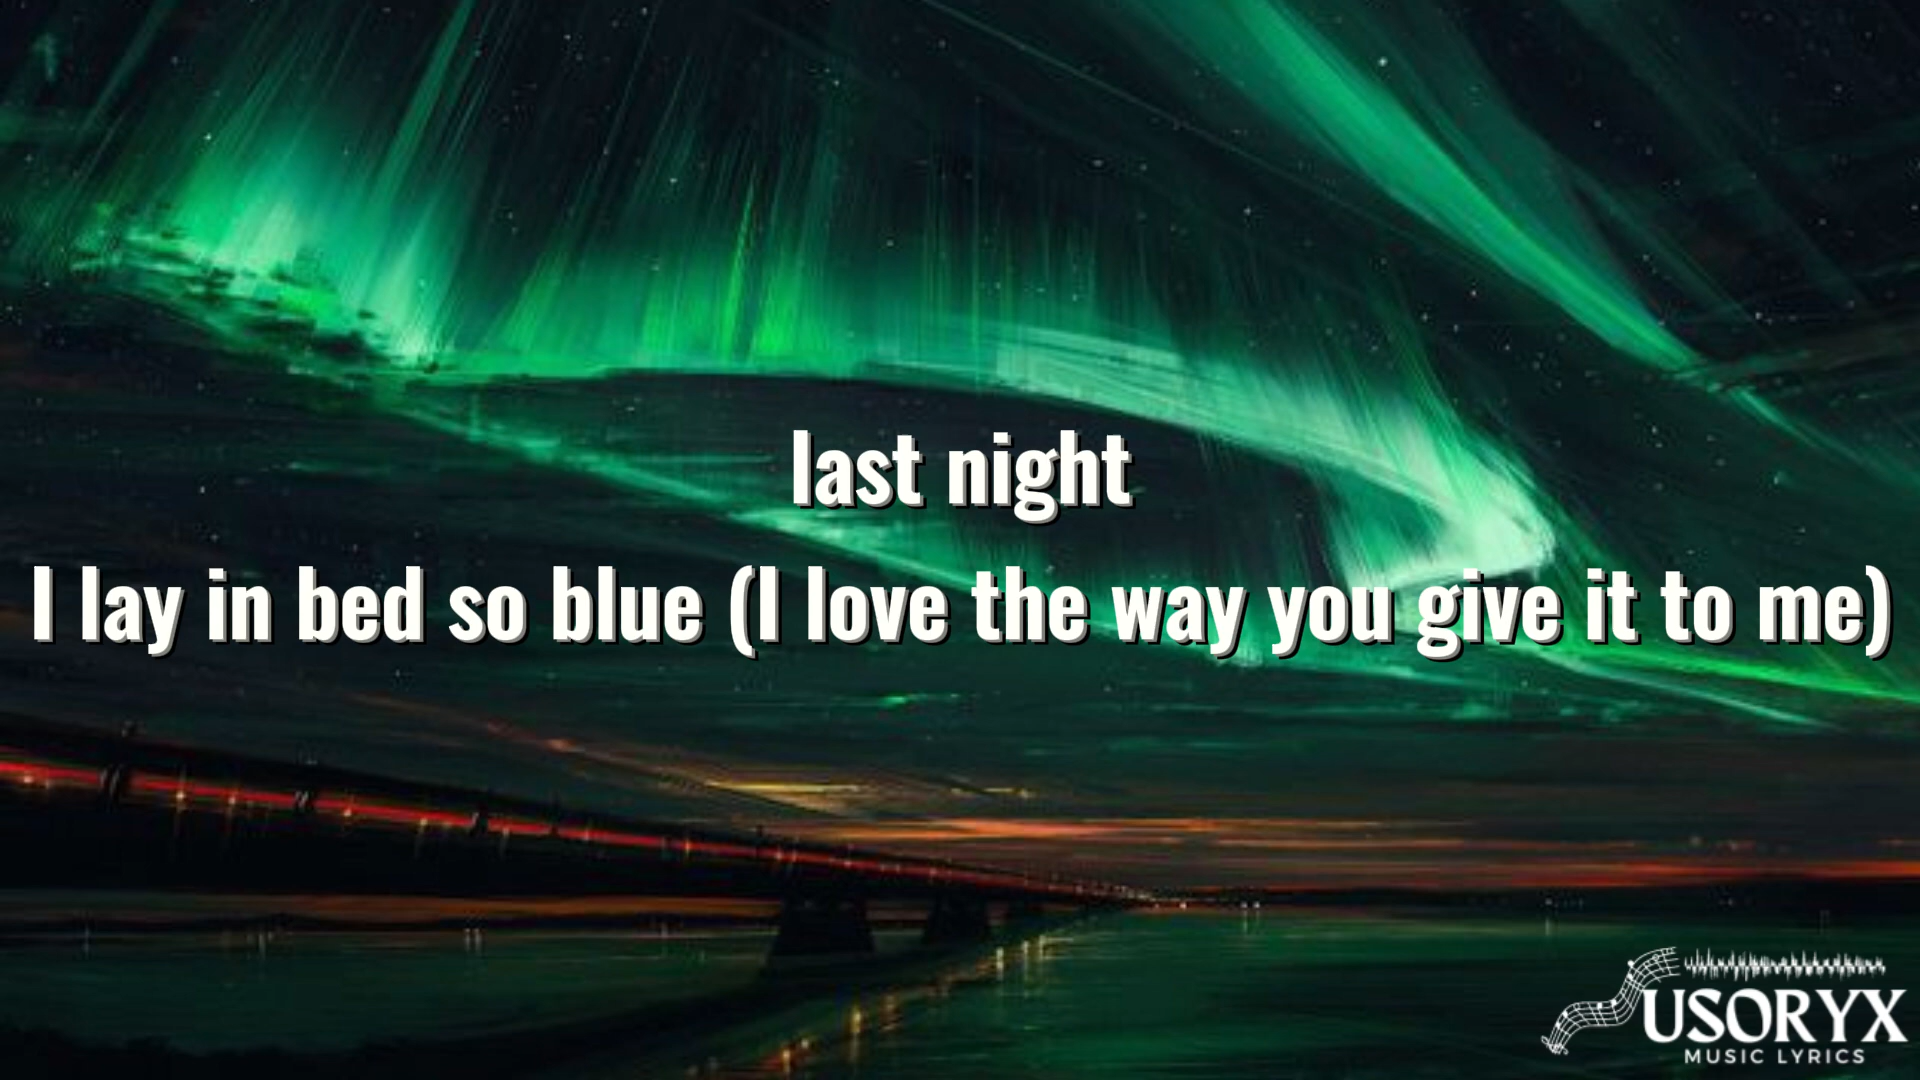 last night
I lay in bed so blue (I love the way you give it to me)
USORYX
MUSIC LYRICS